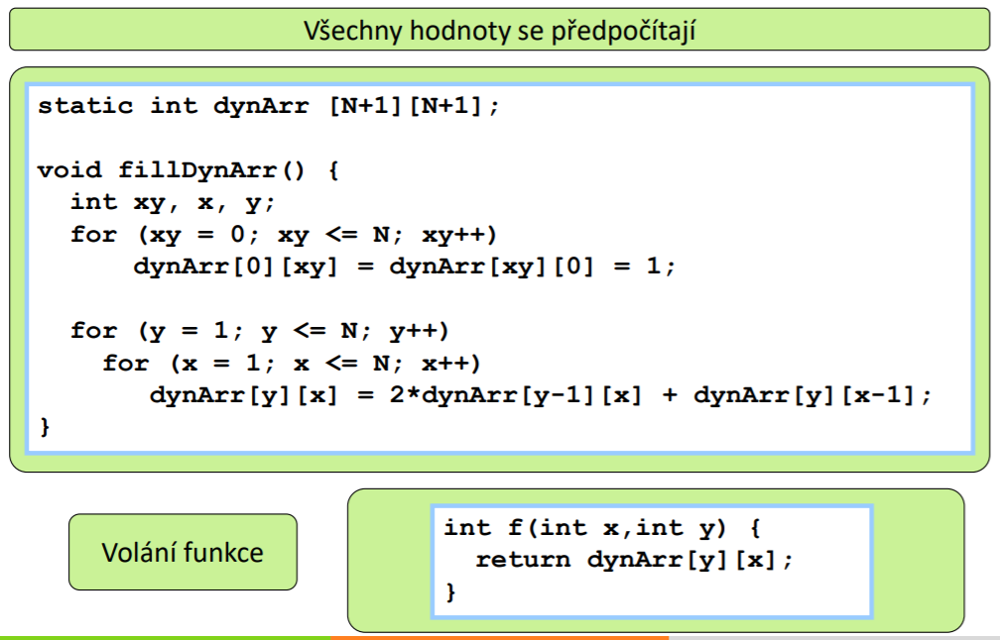 Všechny hodnoty se předpočítají
static int dynArr [N+1][N+1];
void fillDynArr() {
  int xy, x, y;
  for (xy = 0; xy <= N; xy++)
      dynArr[0][xy] = dynArr[xy][0] = 1;
  for (y = 1; y <= N; y++)
    for (x = 1; x <= N; x++)
       dynArr[y][x] = 2*dynArr[y-1][x] + dynArr[y][x-1];
}
Volání funkce
int f(int x,int y) {
  return dynArr[y][x];
}